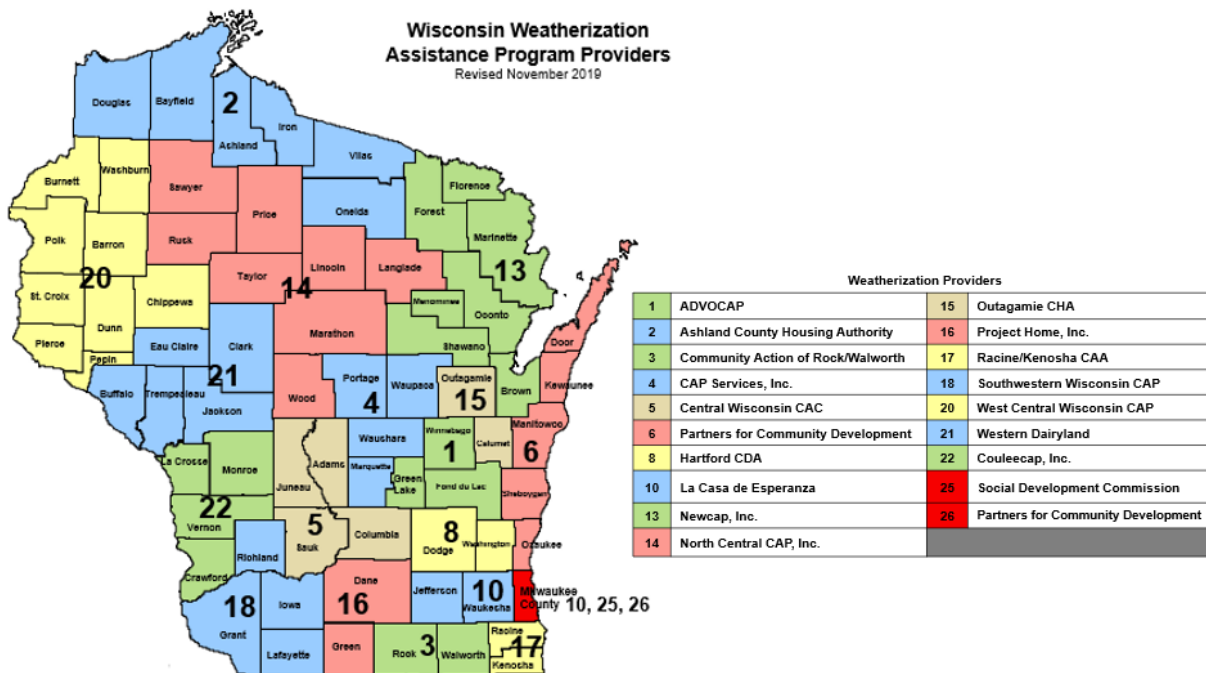 Wisconsin Weatherization
Assistance Program Providers
Revised November 2019
Douglas
Bayfield
2
Ashland
Iron
Vilas
Burnett
Washburn
Sawyer
Price
Oneida
Forest
Florence
Marinette
13
Polk
Barron
Rusk
20
Taylor
14
Lincoln
Langlade
Menominee
Oconto
St. Croix
Dunn
Chippewa
Marathon
Shawano
Door
Pierce
Pepin
Eau Claire
Clark
21
Buffalo
Trempealeau
Jackson
Wood
Portage
4
Waupaca
Outagamie
15
Brown
Kewaunee
Waushara
Winnebago
1
Calumet
Manitowoc
6
La Crosse
Monroe
Juneau
Adams
Marquette
Green
Lake
Fond du Lac
Sheboygan
22
Vernon
5
Sauk
Columbia
8
Dodge
Washington
Ozaukee
Crawford
Richland
Dane
16
Jefferson
10
Waukesha
Milwaukee
County
10, 25, 26
18
Grant
Iowa
Lafayette
Green
Rock
3
Walworth
Racine
17
Kenosha
Weatherization Providers
1 ADVOCAP 15 Outagamie CHA
2 Ashland County Housing Authority 16 Project Home, Inc.
3 Community Action of Rock/Walworth 17 Racine/Kenosha CAA
4 CAP Services, Inc. 18 Southwestern Wisconsin CAP
5 Central Wisconsin CAC 20 West Central Wisconsin CAP
6 Partners for Community Development 21 Western Dairyland
8 Hartford CDA 22 Couleecap, Inc.
10 La Casa de Esperanza 25 Social Development Commission
13 Newcap, Inc. 26 Partners for Community Development
14 North Central CAP, Inc.